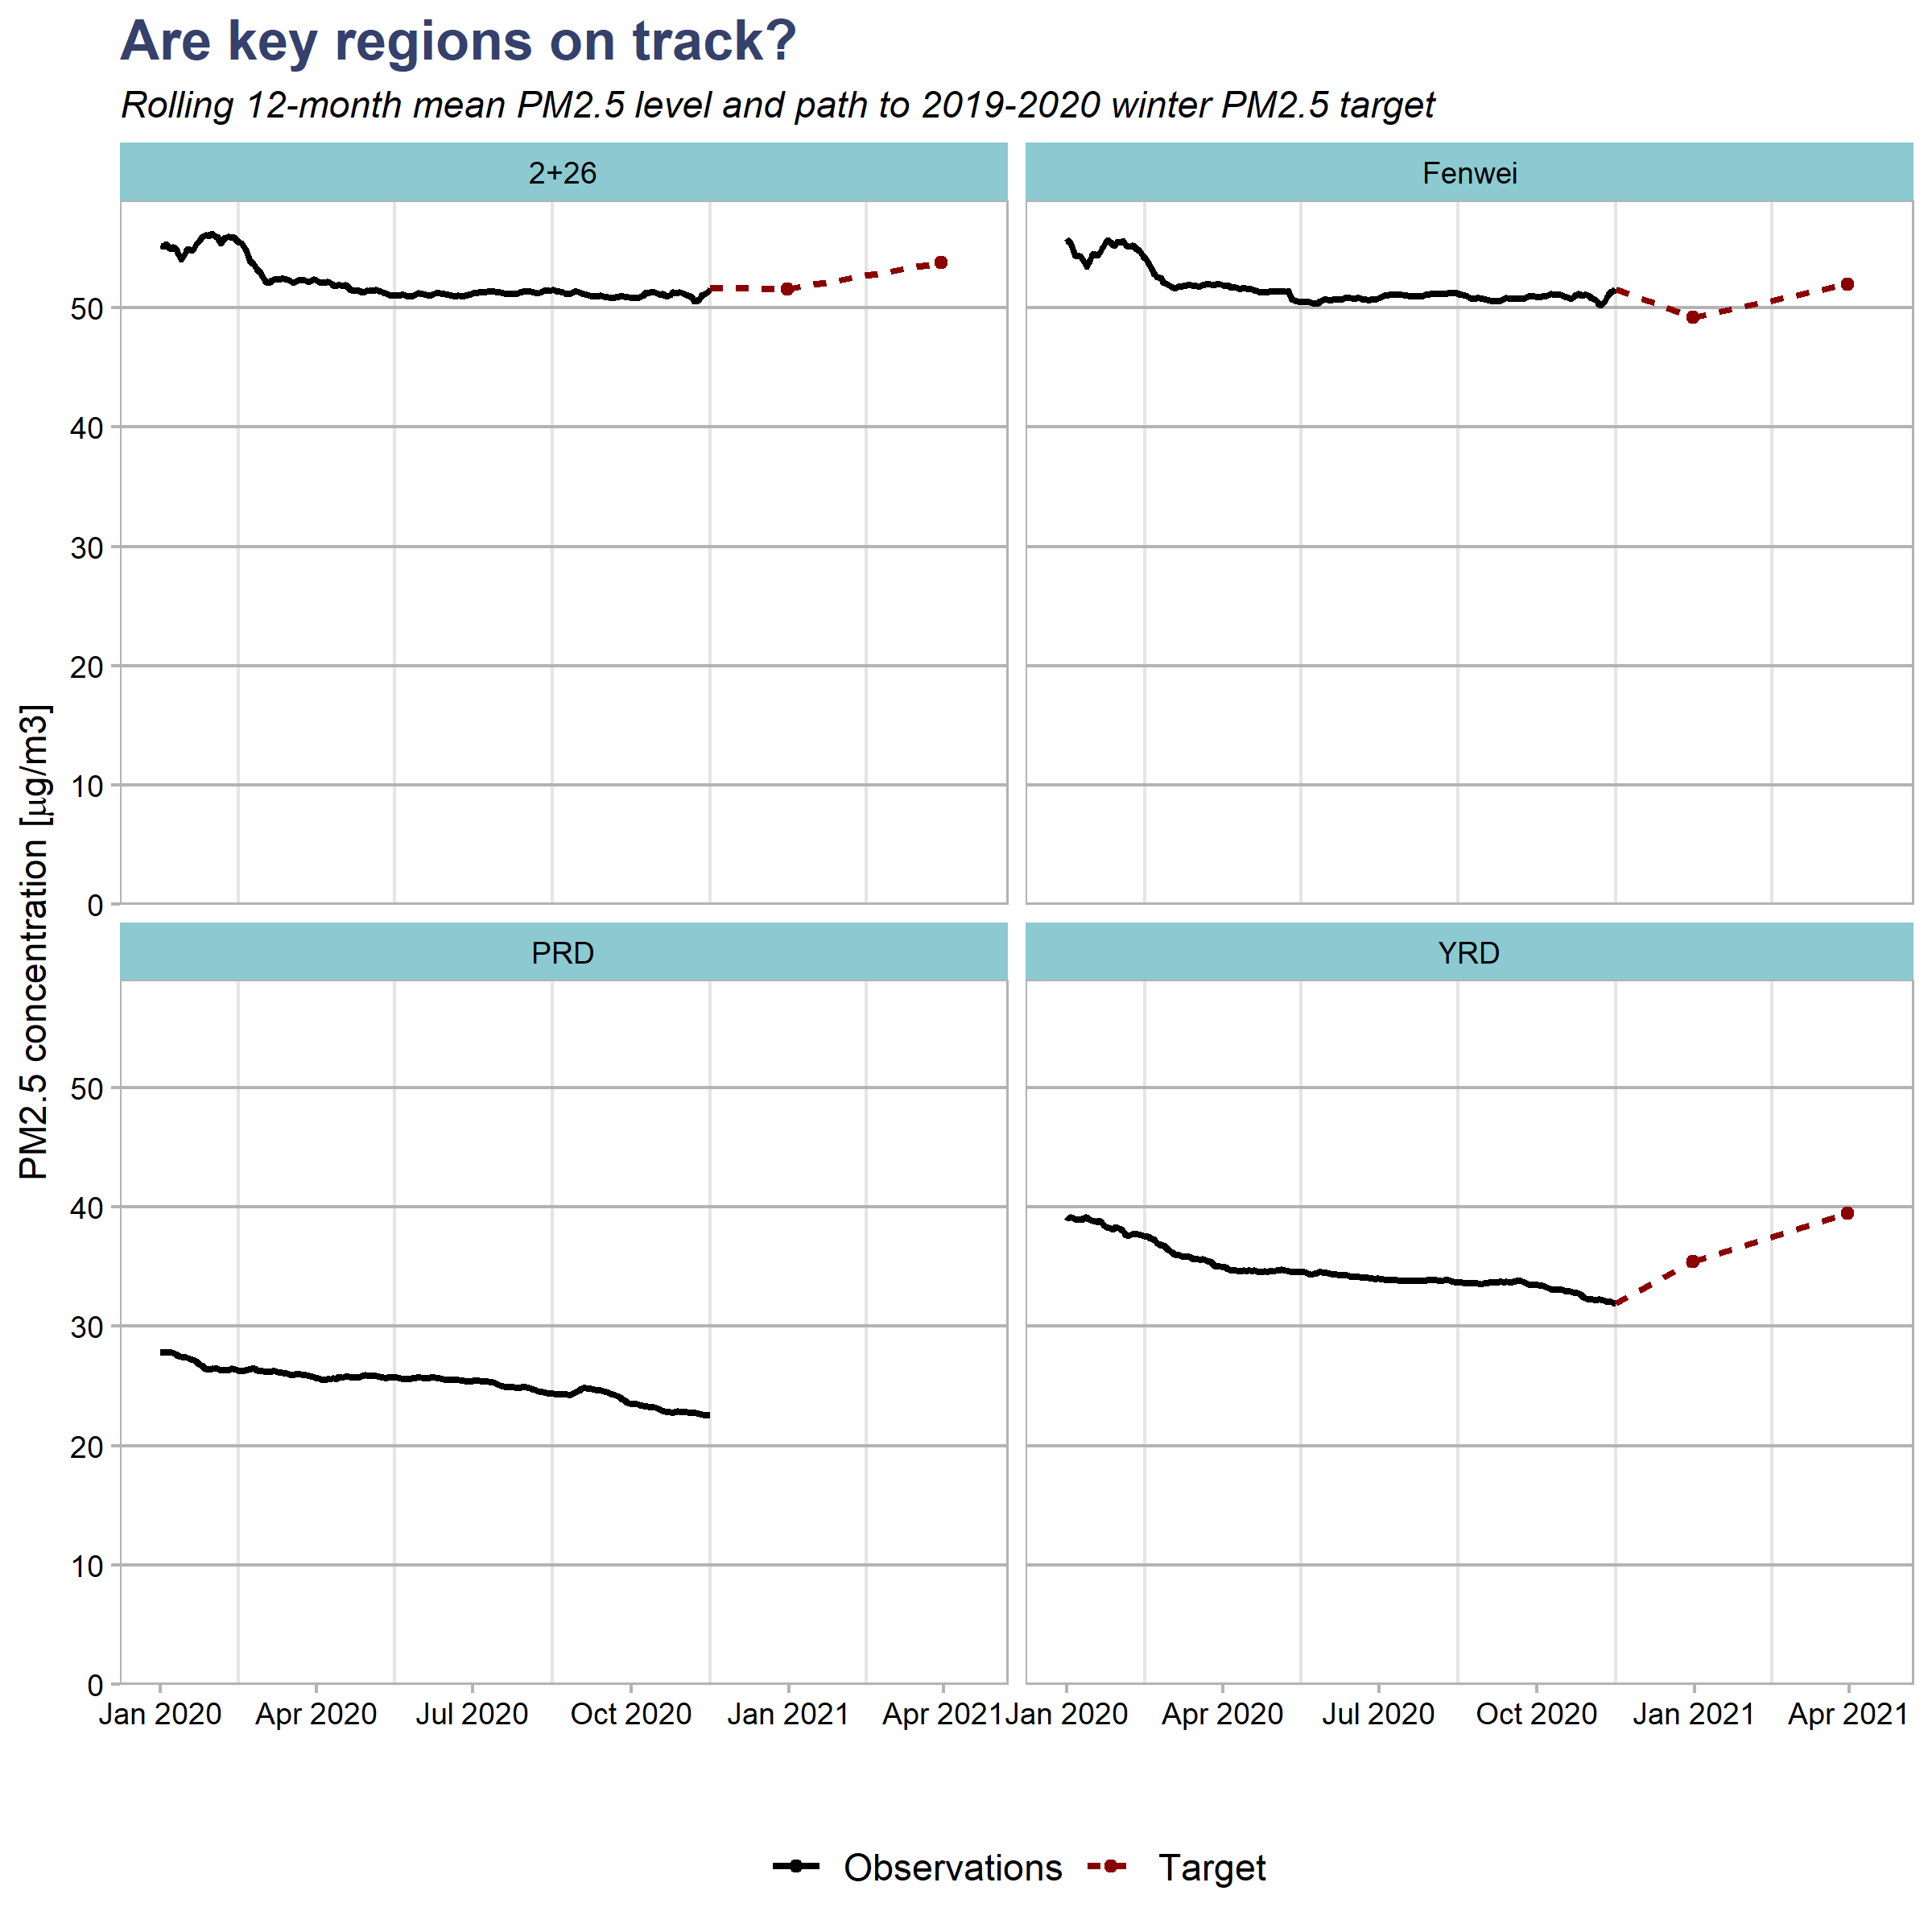 Are key regions on track?
Rolling 12-month mean PM2.5 level and path to 2019-2020 winter PM2.5 target
2+26
Fenwei
50
40
30
20
10
0
PM2.5 concentration [µg/m3]
PRD
YRD
50
40
30
20
10
0
Jan 2020 Apr 2020 Jul 2020 Oct 2020 Jan 2021 Apr 2021
Jan 2020 Apr 2020 Jul 2020 Oct 2020 Jan 2021 Apr 2021
Observations Target